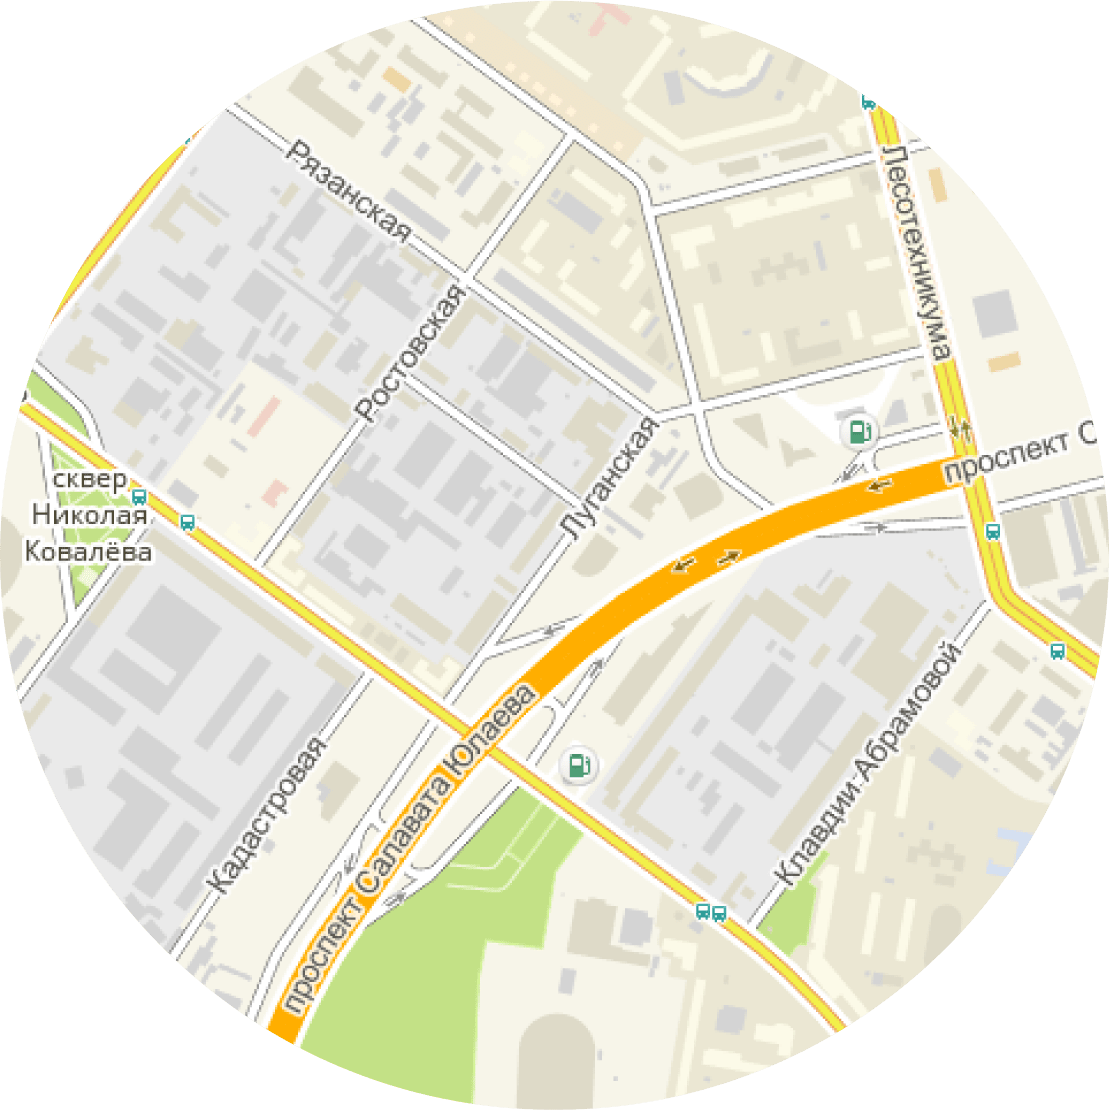 Рязанская
Лесотехникума
Ростовская
Луганская
проспект С
сквер
Николая
Ковалёва
Клавдии Абрамовой
Кадастровая
проспект Салавата Юлаева